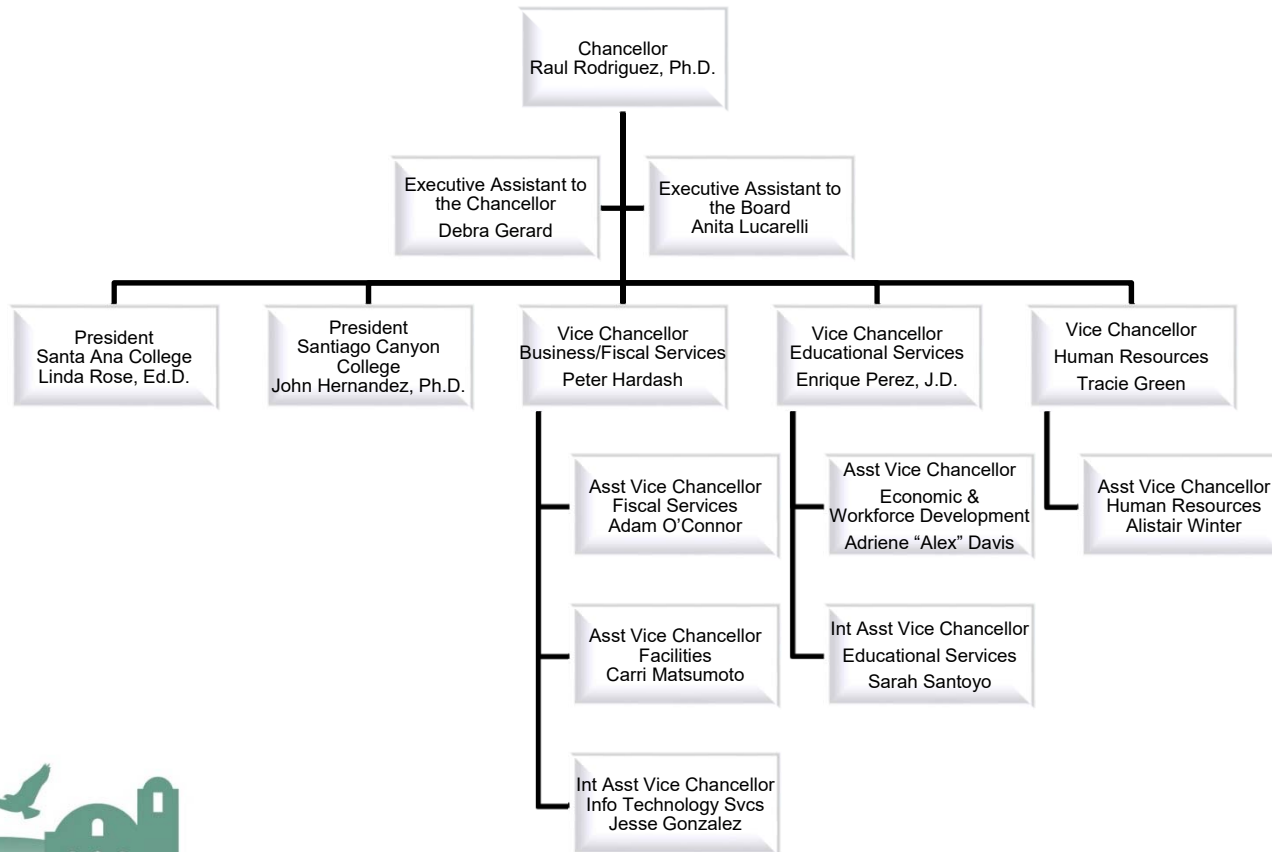 Chancellor
Raul Rodriguez, Ph.D.
Executive Assistant to
the Chancellor
Debra Gerard
Executive Assistant to
the Board
Anita Lucarelli
President
Santa Ana College
Linda Rose, Ed.D.
President
Santiago Canyon
College
John Hernandez, Ph.D.
Vice Chancellor
Business/Fiscal Services
Peter Hardash
Vice Chancellor
Educational Services
Enrique Perez, J.D.
Vice Chancellor
Human Resources
Tracie Green
Asst Vice Chancellor
Fiscal Services
Adam O’Connor
Asst Vice Chancellor
Facilities
Carri Matsumoto
Int Asst Vice Chancellor
Info Technology Svcs
Jesse Gonzalez
Asst Vice Chancellor
Economic &
Workforce Development
Adriene “Alex” Davis
Int Asst Vice Chancellor
Educational Services
Sarah Santoyo
Asst Vice Chancellor
Human Resources
Alistair Winter